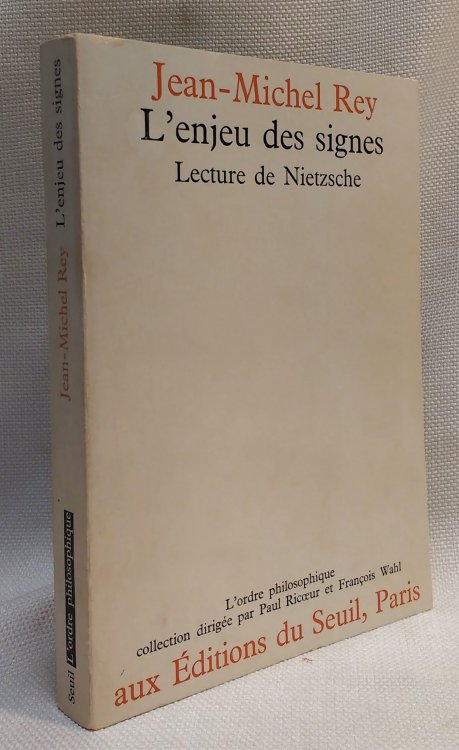 Jean-Michel Rey
L'enjeu des signes
Lecture de Nietzsche
L'ordre philosophique
collection dirigée par Paul Ricœur et François Wahl
aux Éditions du Seuil, Paris
Seuil L'ordre philosophique Jean-Michel Rey L'enjeu des signes